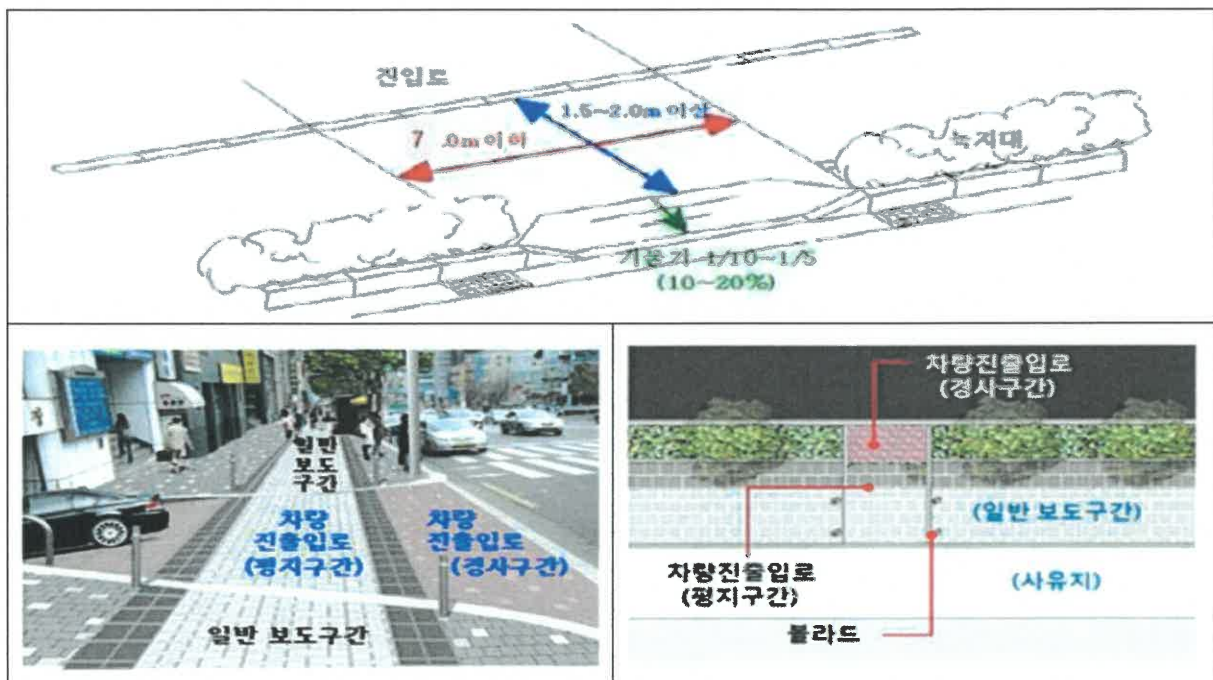 진입도
1.5~2.0m 이상
7 .0m 이하
녹지대
기울기 1/10~1/5
(10~20%)
일반
보도
구간
차량
진출입로
(평지구간)
차량
진출입로
(경사구간)
일반 보도구간
차량진출입로
(경사구간)
(일반 보도구간)
차량진출입로
(평지구간)
(사유지)
볼라드